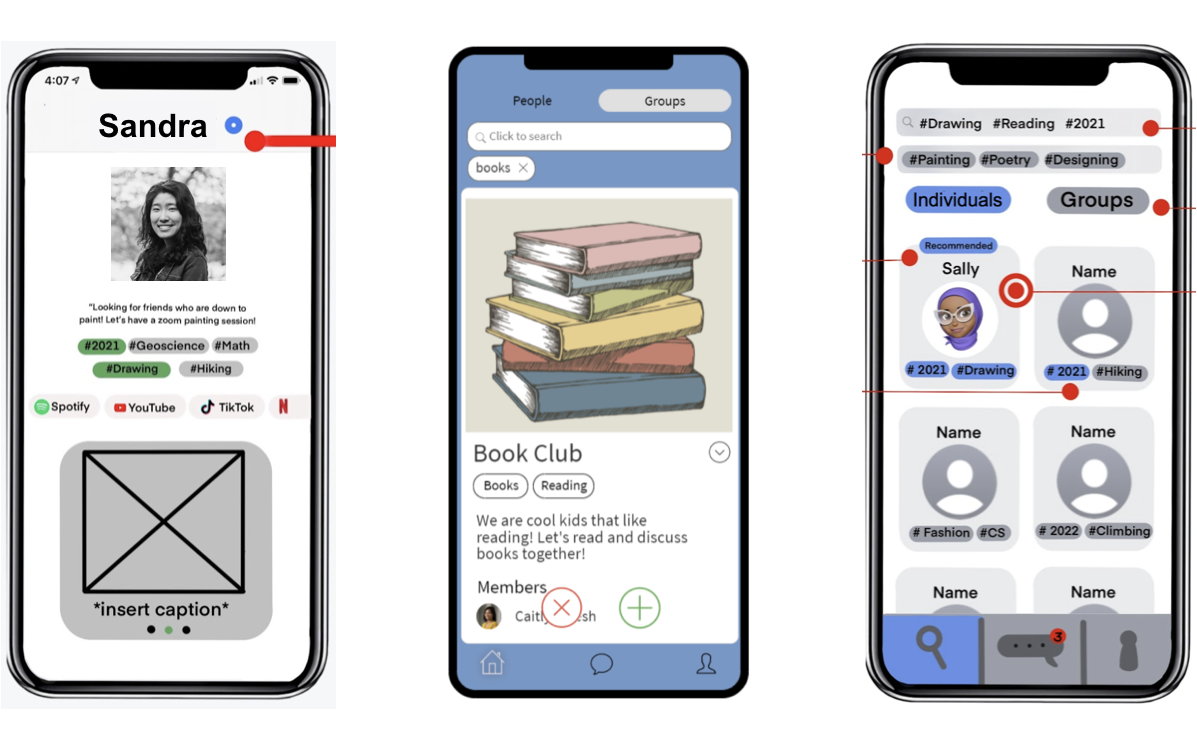 4:07
Sandra
"Looking for friends who are down to
paint! Let's have a zoom painting session!
#2021 #Geoscience #Math
#Drawing #Hiking
Spotify YouTube TikTok N
*insert caption*
People Groups
Click to search
books
Book Club
Books Reading
We are cool kids that like
reading! Let's read and discuss
books together!
Members
#Drawing #Reading #2021
#Painting #Poetry #Designing
Individuals Groups
Recommended
Sally Name
# 2021 #Drawing # 2021 #Hiking
Name Name
# Fashion #CS # 2022 #Climbing
Name Name
3